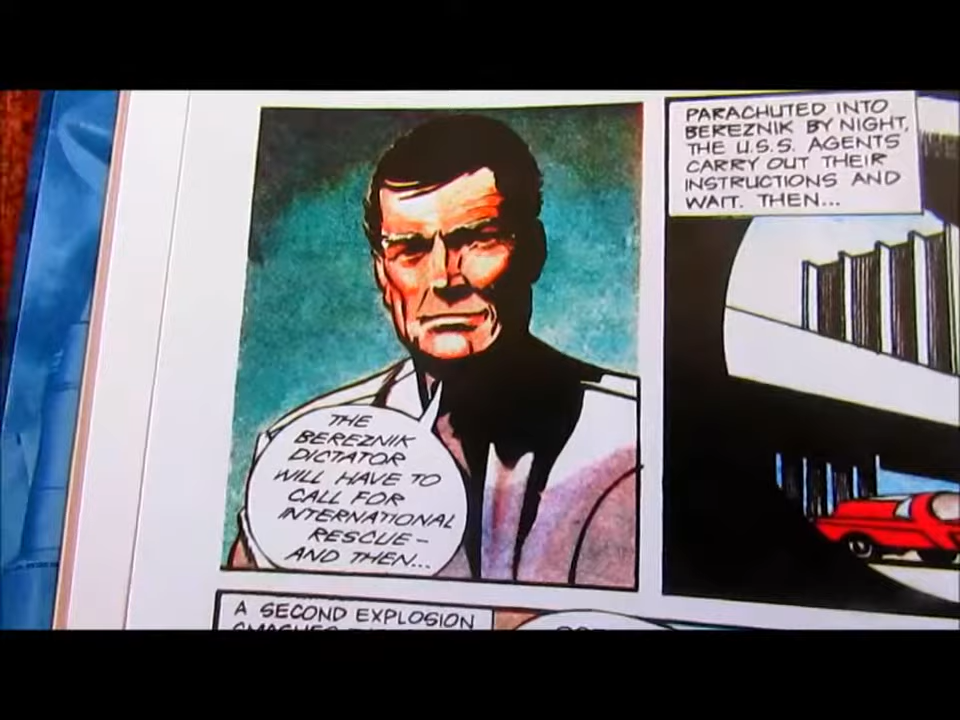 THE
BEREZNIK
DICTATOR
WILL HAVE TO
CALL FOR
INTERNATIONAL
RESCUE –
AND THEN...
PARACHUTED INTO
BEREZNIK BY NIGHT,
THE U.S.S. AGENTS
CARRY OUT THEIR
INSTRUCTIONS AND
WAIT. THEN...
A SECOND EXPLOSION